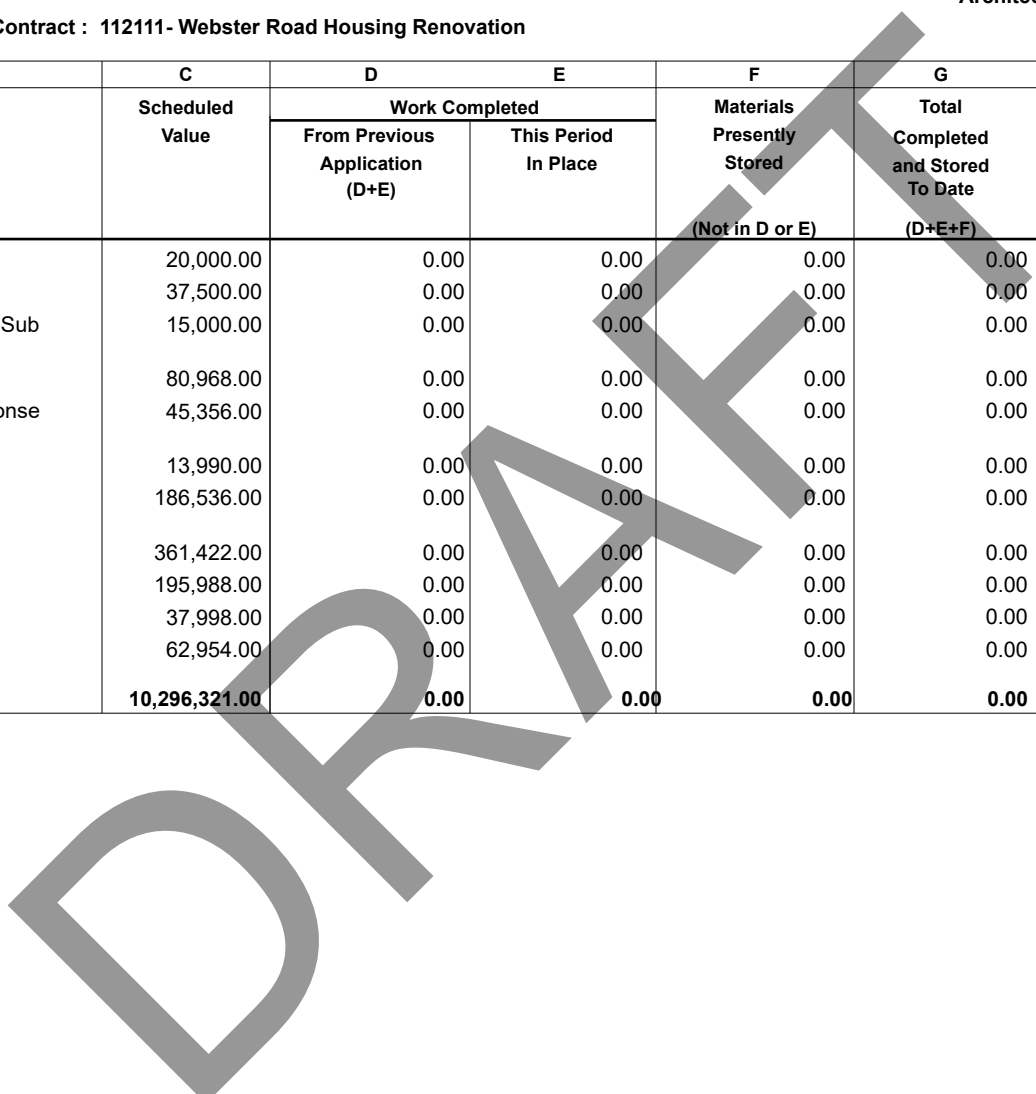 Contract : 112111- Webster Road Housing Renovation
C D E F G
Scheduled Value
Work Completed
From Previous Application (D+E)
This Period In Place
Materials Presently Stored (Not in D or E)
Total Completed and Stored To Date (D+E+F)
20,000.00 0.00 0.00 0.00 0.00
37,500.00 0.00 0.00 0.00 0.00
Sub 15,000.00 0.00 0.00 0.00 0.00
80,968.00 0.00 0.00 0.00 0.00
onse 45,356.00 0.00 0.00 0.00 0.00
13,990.00 0.00 0.00 0.00 0.00
186,536.00 0.00 0.00 0.00 0.00
361,422.00 0.00 0.00 0.00 0.00
195,988.00 0.00 0.00 0.00 0.00
37,998.00 0.00 0.00 0.00 0.00
62,954.00 0.00 0.00 0.00 0.00
10,296,321.00 0.00 0.00 0.00 0.00
DRAFT